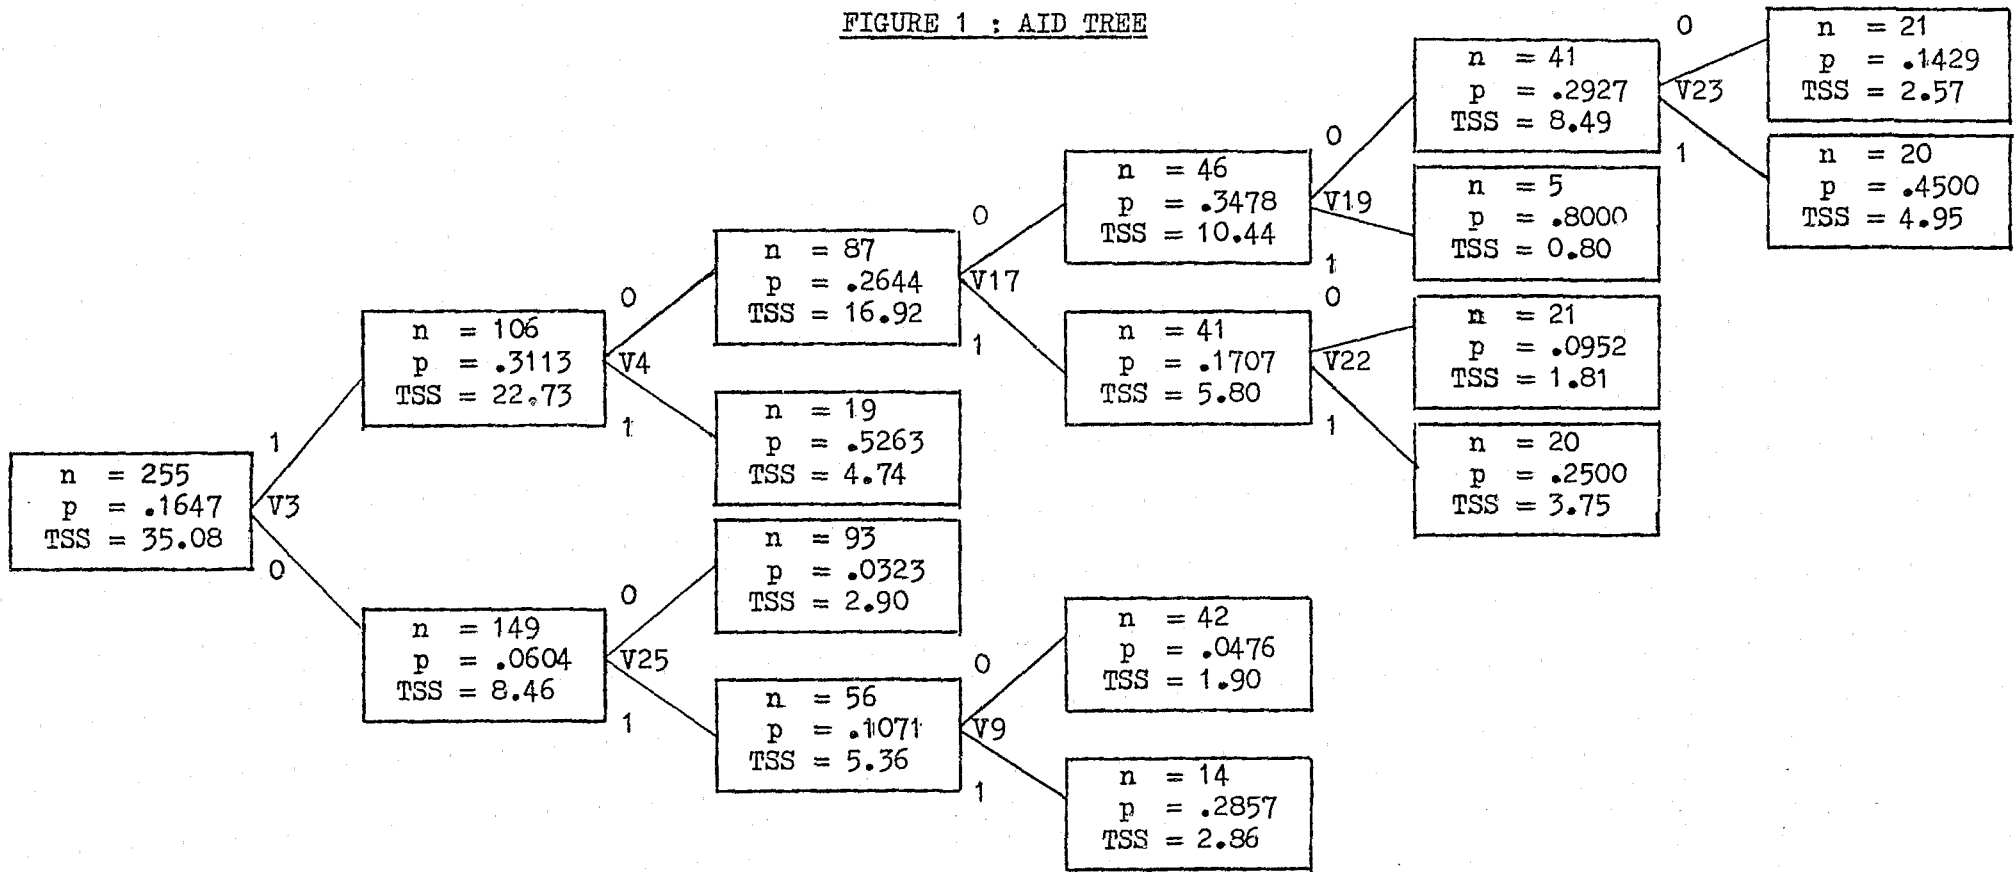 FIGURE 1 : AID TREE
n = 255
p = .1647
TSS = 35.08
V3
1
0
n = 106
p = .3113
TSS = 22.73
V4
0
1
n = 149
p = .0604
TSS = 8.46
V25
0
1
n = 87
p = .2644
TSS = 16.92
V17
0
1
n = 19
p = .5263
TSS = 4.74
n = 93
p = .0323
TSS = 2.90
n = 56
p = .1071
TSS = 5.36
V9
0
1
n = 46
p = .3478
TSS = 10.44
V19
0
1
n = 41
p = .1707
TSS = 5.80
V22
0
1
n = 42
p = .0476
TSS = 1.90
n = 14
p = .2857
TSS = 2.86
n = 41
p = .2927
TSS = 8.49
V23
0
1
n = 5
p = .8000
TSS = 0.80
n = 21
p = .0952
TSS = 1.81
n = 20
p = .2500
TSS = 3.75
n = 21
p = .1429
TSS = 2.57
n = 20
p = .4500
TSS = 4.95